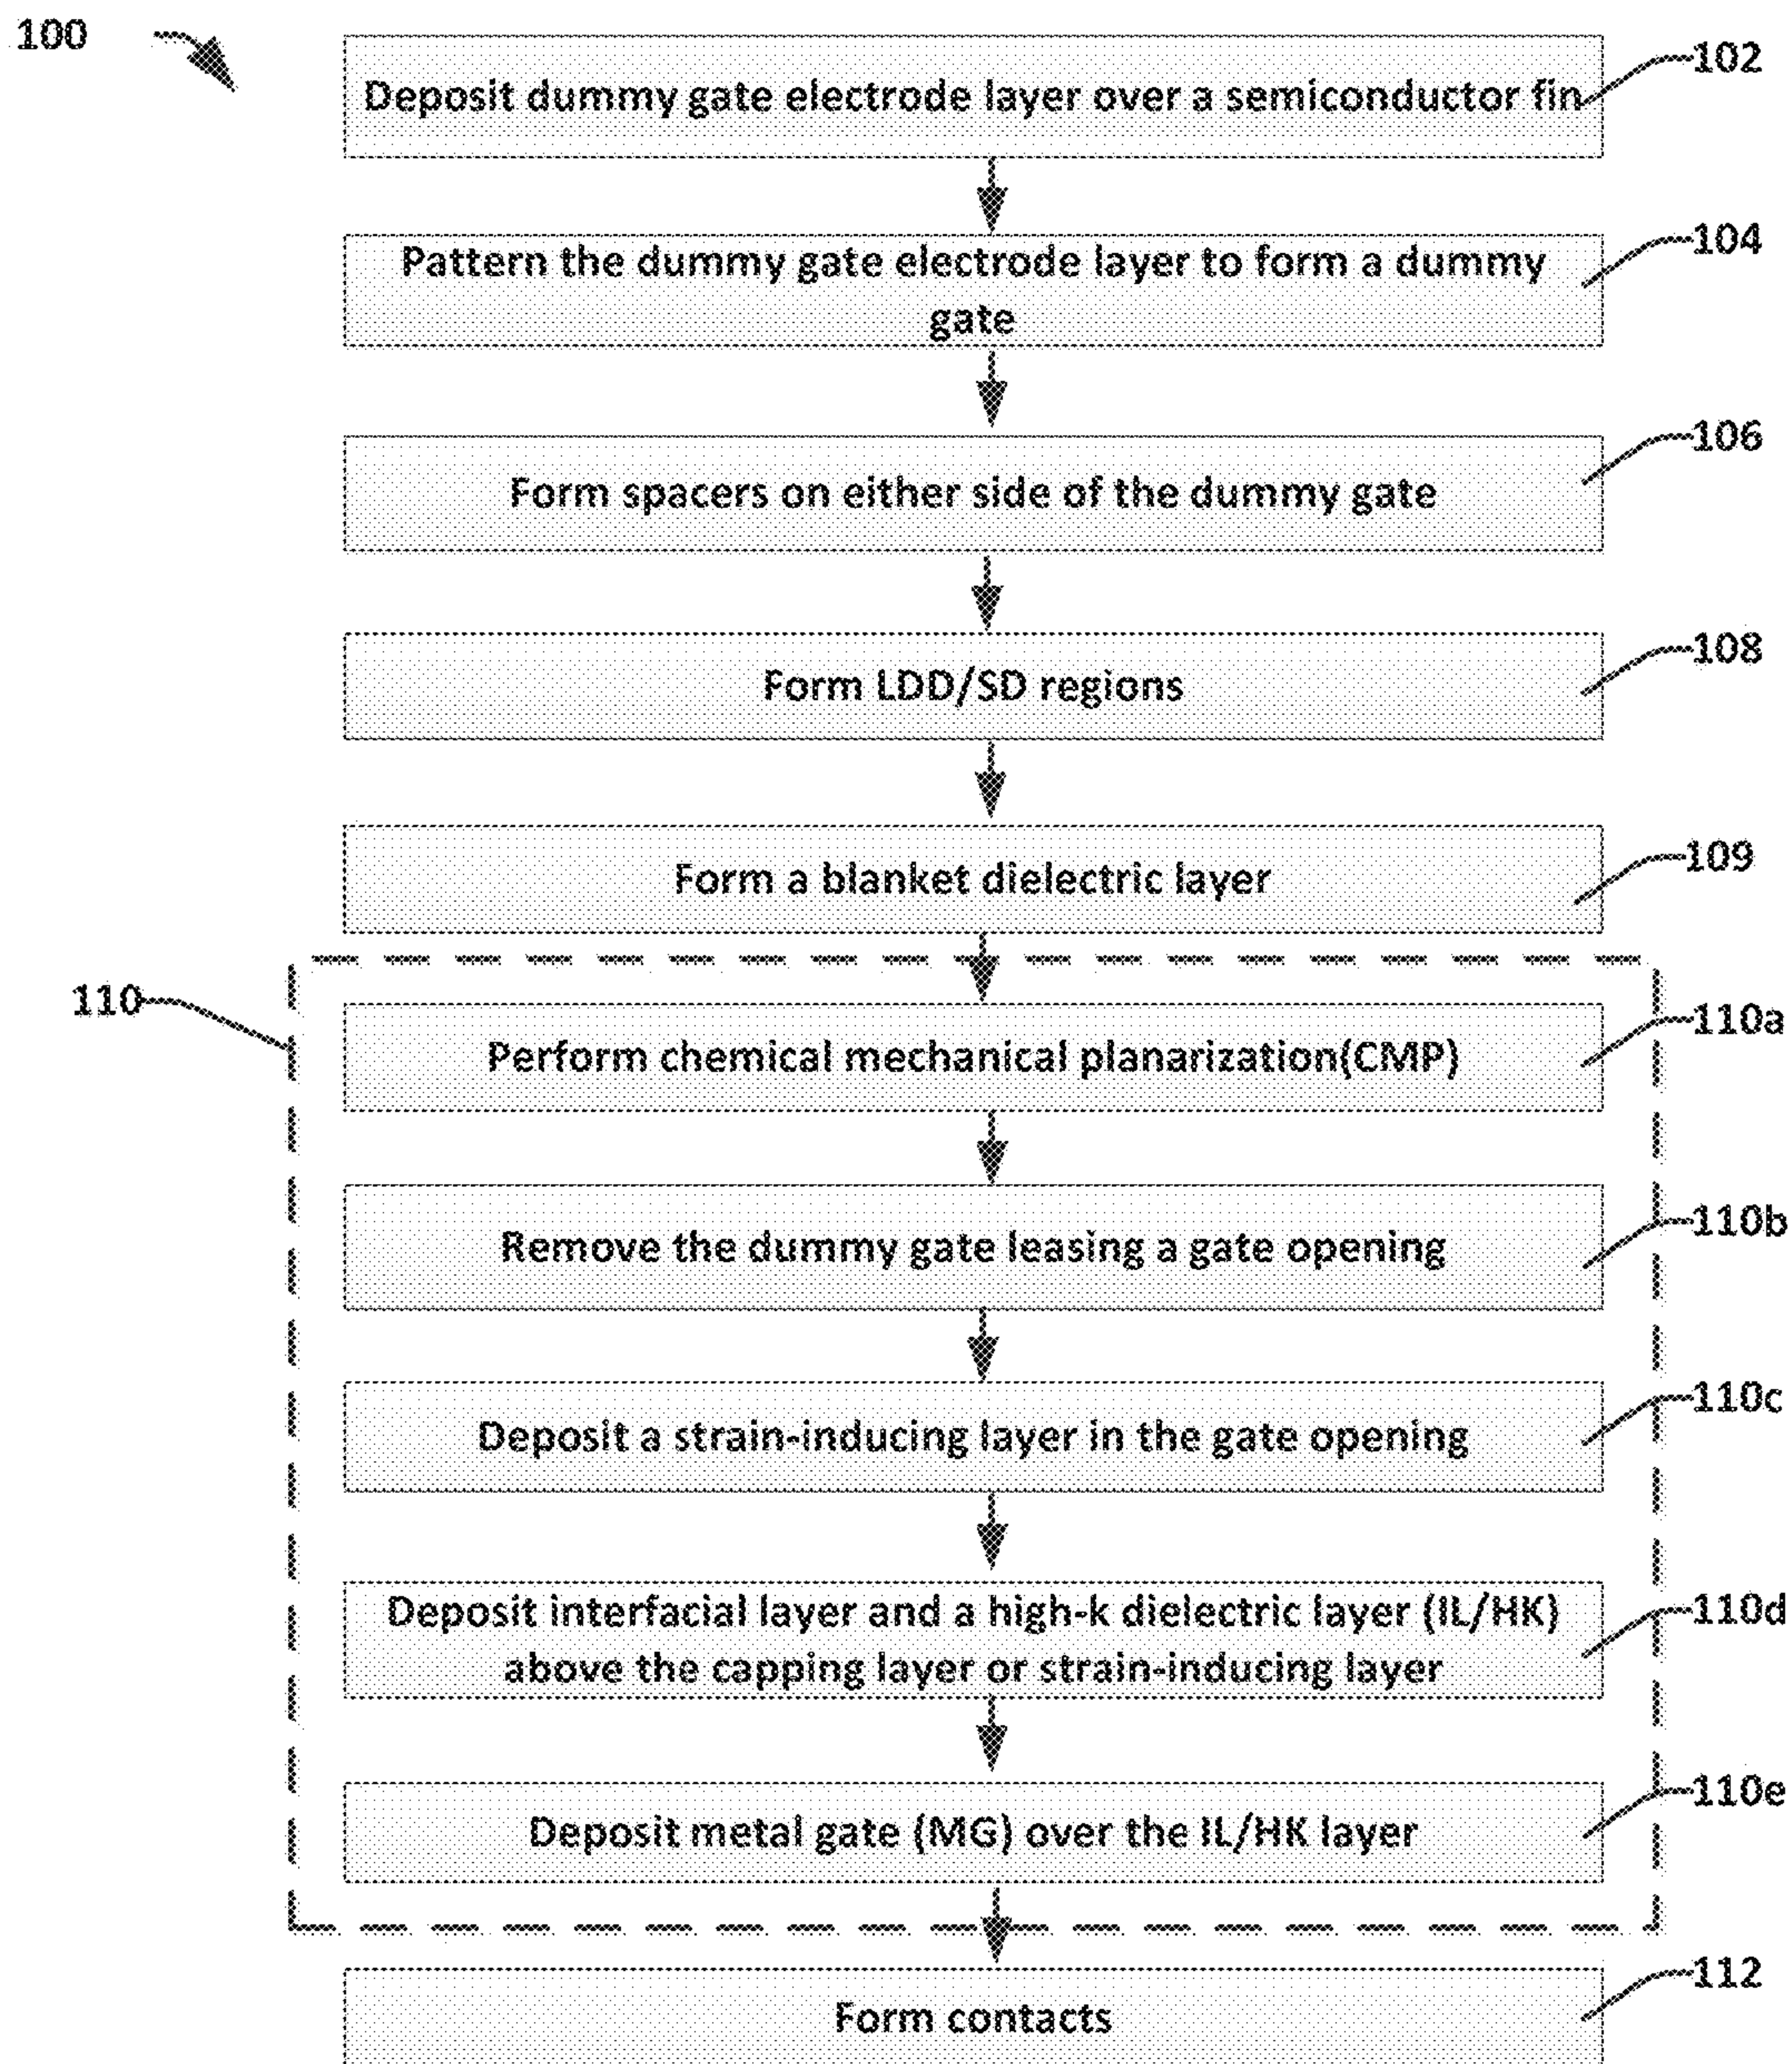 100
102
Deposit dummy gate electrode layer over a semiconductor fin
104
Pattern the dummy gate electrode layer to form a dummy
gate
106
Form spacers on either side of the dummy gate
108
Form LDD/SD regions
109
Form a blanket dielectric layer
110
110a
Perform chemical mechanical planarization(CMP)
110b
Remove the dummy gate leasing a gate opening
110c
Deposit a strain-inducing layer in the gate opening
110d
Deposit interfacial layer and a high-k dielectric layer (IL/HK)
above the capping layer or strain-inducing layer
110e
Deposit metal gate (MG) over the IL/HK layer
112
Form contacts